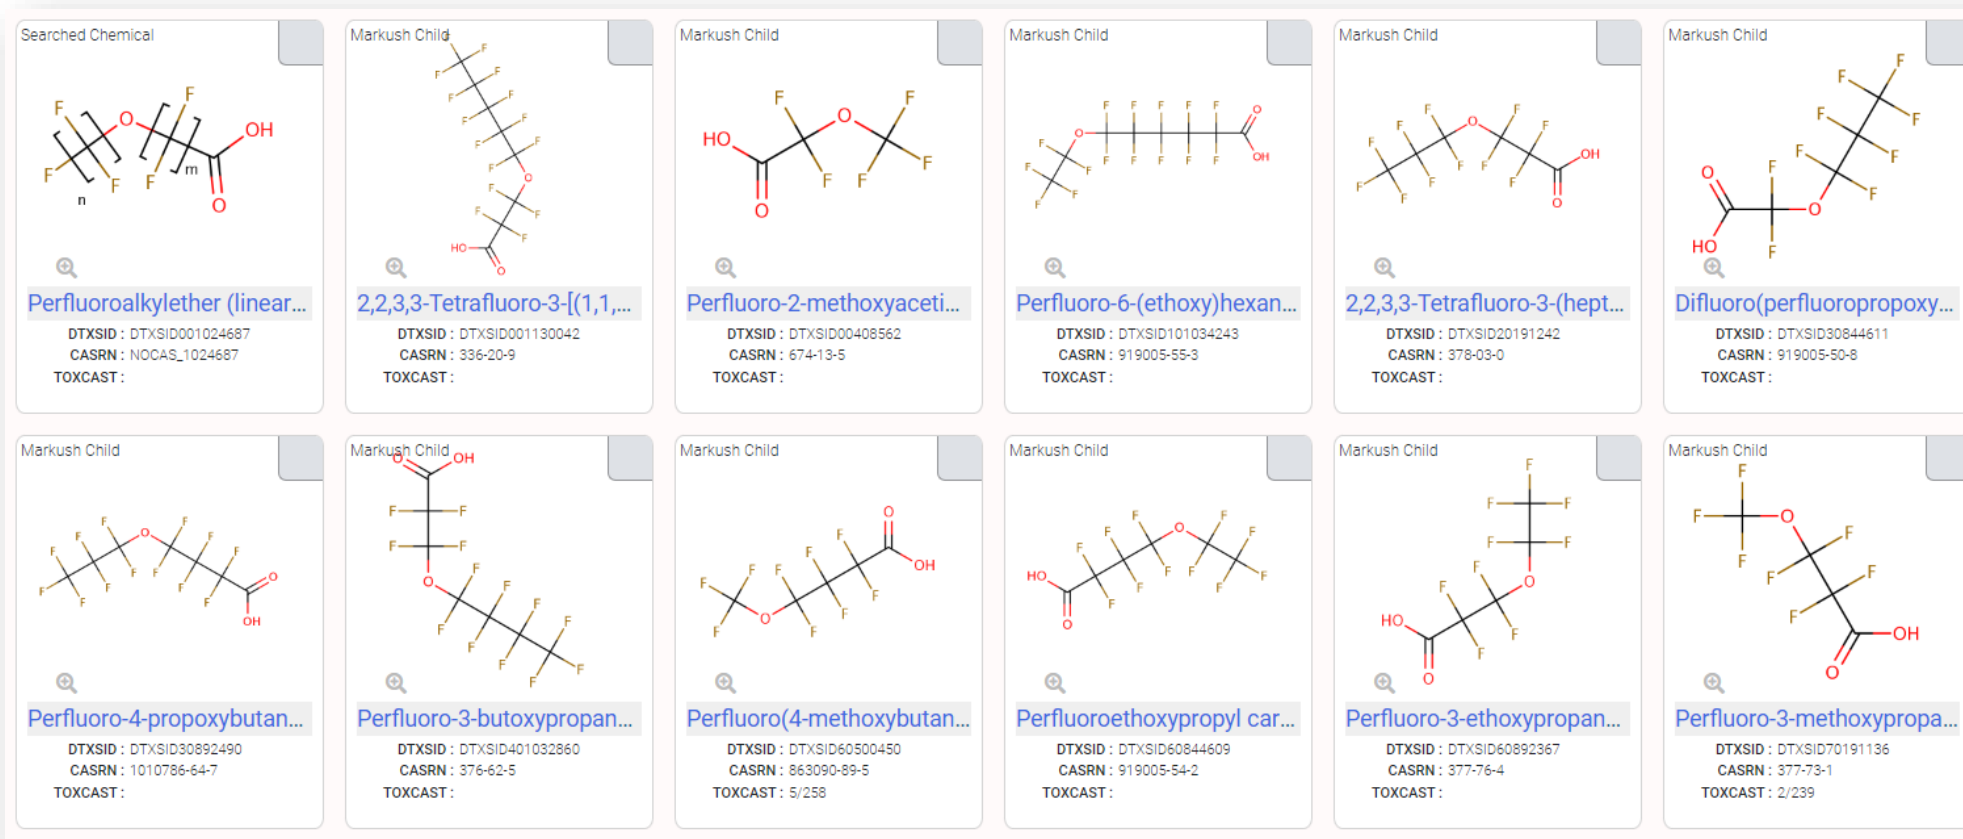 Searched Chemical
Perfluoroalkylether (linear...
DTXSID : DTXSID001024687
CASRN : NOCAS_1024687
TOXCAST :
Markush Child
2,2,3,3-Tetrafluoro-3-[(1,1,...
DTXSID : DTXSID001130042
CASRN : 336-20-9
TOXCAST :
Markush Child
Perfluoro-2-methoxyaceti...
DTXSID : DTXSID00408562
CASRN : 674-13-5
TOXCAST :
Markush Child
Perfluoro-6-(ethoxy)hexan...
DTXSID : DTXSID101034243
CASRN : 919005-55-3
TOXCAST :
Markush Child
2,2,3,3-Tetrafluoro-3-(hept...
DTXSID : DTXSID20191242
CASRN : 378-03-0
TOXCAST :
Markush Child
Difluoro(perfluoropropoxy...
DTXSID : DTXSID30844611
CASRN : 919005-50-8
TOXCAST :
Markush Child
Perfluoro-4-propoxybutan...
DTXSID : DTXSID30892490
CASRN : 1010786-64-7
TOXCAST :
Markush Child
Perfluoro-3-butoxypropan...
DTXSID : DTXSID401032860
CASRN : 376-62-5
TOXCAST :
Markush Child
Perfluoro(4-methoxybutan...
DTXSID : DTXSID60500450
CASRN : 863090-89-5
TOXCAST : 5/258
Markush Child
Perfluoroethoxypropyl car...
DTXSID : DTXSID60844609
CASRN : 919005-54-2
TOXCAST :
Markush Child
Perfluoro-3-ethoxypropan...
DTXSID : DTXSID60892367
CASRN : 377-76-4
TOXCAST :
Markush Child
Perfluoro-3-methoxypropa...
DTXSID : DTXSID70191136
CASRN : 377-73-1
TOXCAST : 2/239